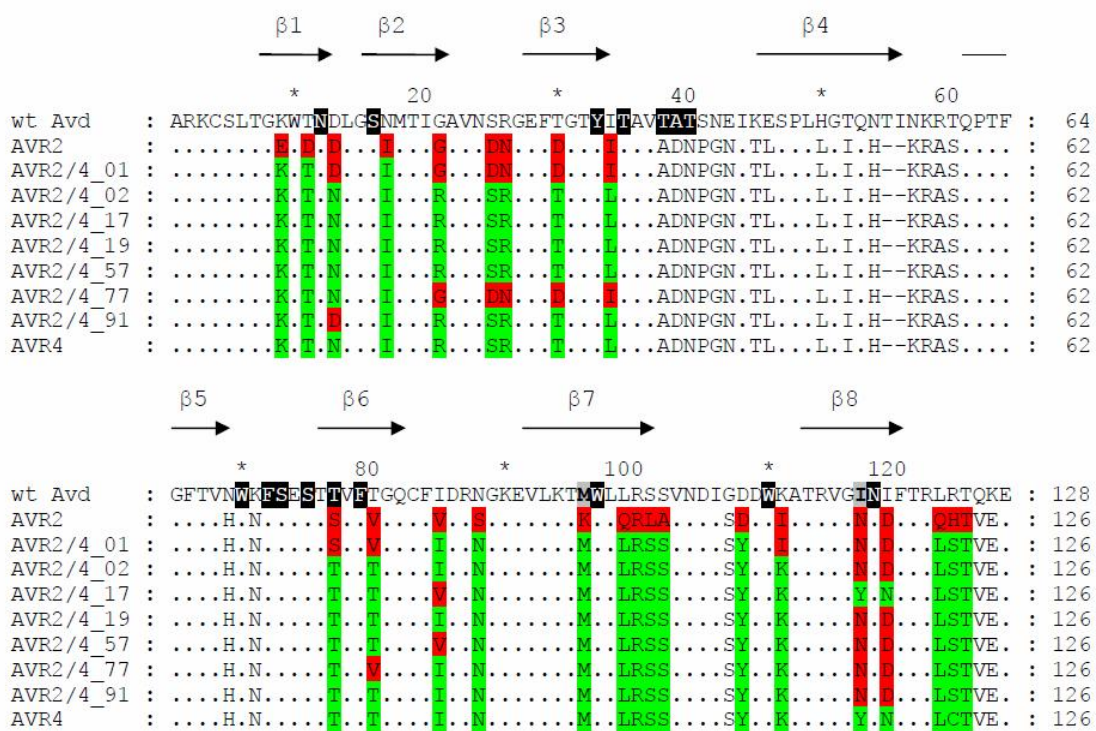 β1 β2 β3 β4
* 20 * 40 * 60
wt Avd : ARKCSLTGKWTNDLGSNMTIGAVNSRGEFTGTYITAVTATSNEIKESPLHGTQNTINKRTQPTF : 64
AVR2 : ........E.D.D...I...G...DN...D...I...ADNPGN.TL...L.I.H--KRAS.... : 62
AVR2/4_01 : ........K.T.D...I...G...DN...D...I...ADNPGN.TL...L.I.H--KRAS.... : 62
AVR2/4_02 : ........K.T.N...I...R...SR...T...L...ADNPGN.TL...L.I.H--KRAS.... : 62
AVR2/4_17 : ........K.T.N...I...R...SR...T...L...ADNPGN.TL...L.I.H--KRAS.... : 62
AVR2/4_19 : ........K.T.N...I...R...SR...T...L...ADNPGN.TL...L.I.H--KRAS.... : 62
AVR2/4_57 : ........K.T.N...I...R...SR...T...L...ADNPGN.TL...L.I.H--KRAS.... : 62
AVR2/4_77 : ........K.T.N...I...G...DN...D...I...ADNPGN.TL...L.I.H--KRAS.... : 62
AVR2/4_91 : ........K.T.D...I...R...SR...T...L...ADNPGN.TL...L.I.H--KRAS.... : 62
AVR4 : ........K.T.N...I...R...SR...T...L...ADNPGN.TL...L.I.H--KRAS.... : 62
β5 β6 β7 β8
* 80 * 100 * 120
wt Avd : GFTVNWKFSESTTVFTGQCFIDRNGKEVLKTMWLLRSSVNDIGDDWKATRVGINIFTRLRTQKE : 128
AVR2 : ....H.N.....S..V....V..S.......K..QRLA....SD..I.....N.D...QHTVE. : 126
AVR2/4_01 : ....H.N.....S..V....I..N.......M..LRSS....SY..I.....N.D...LSTVE. : 126
AVR2/4_02 : ....H.N.....T..T....I..N.......M..LRSS....SY..K.....N.D...LSTVE. : 126
AVR2/4_17 : ....H.N.....T..T....V..N.......M..LRSS....SY..K.....Y.N...LSTVE. : 126
AVR2/4_19 : ....H.N.....T..T....I..N.......M..LRSS....SY..K.....N.D...LSTVE. : 126
AVR2/4_57 : ....H.N.....T..T....V..N.......M..LRSS....SY..K.....N.D...LSTVE. : 126
AVR2/4_77 : ....H.N.....T..V....I..N.......M..LRSS....SY..K.....N.D...LSTVE. : 126
AVR2/4_91 : ....H.N.....T..T....I..N.......M..LRSS....SY..K.....N.D...LSTVE. : 126
AVR4 : ....H.N.....T..T....I..N.......M..LRSS....SY..K.....Y.N...LCTVE. : 126